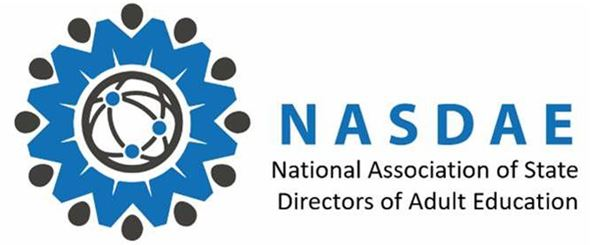 NASDAE
National Association of State
Directors of Adult Education